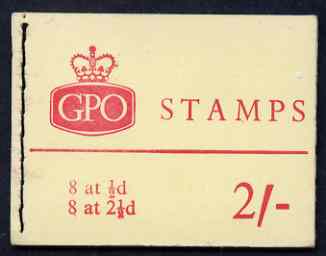 GPO STAMPS
8 at ½d
8 at 2½d
2/-